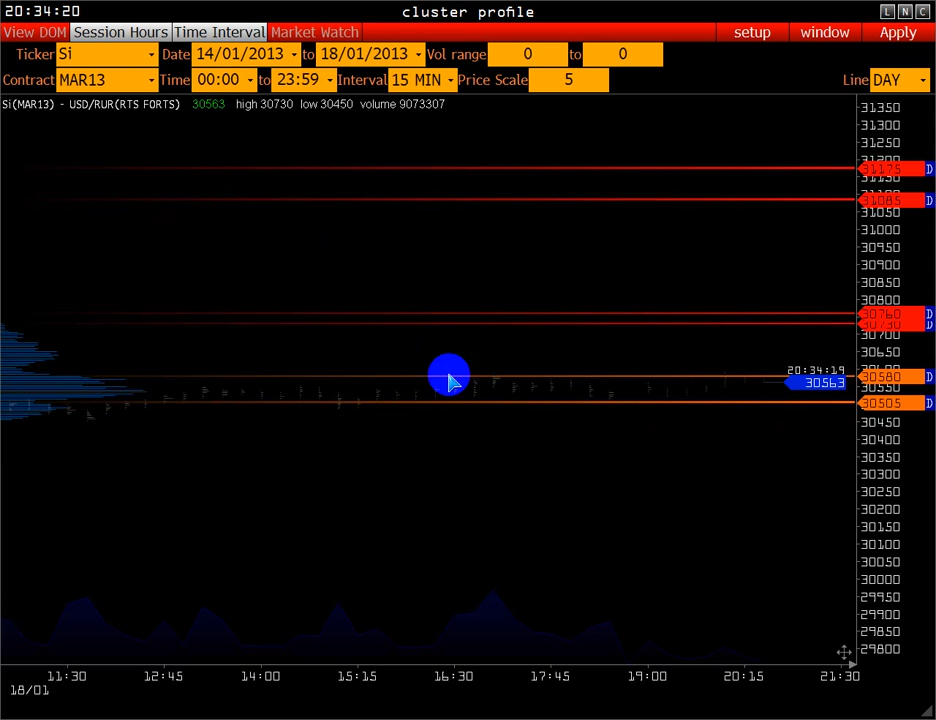 20:34:20 cluster profile L N C
View DOM Session Hours Time Interval Market Watch setup window Apply
Ticker Si Date 14/01/2013 to 18/01/2013 Vol range 0 to 0
Contract MAR13 Time 00:00 to 23:59 Interval 15 MIN Price Scale 5 Line DAY
Si(MAR13) - USD/RUR(RTS FORTS) 30563 high 30730 low 30450 volume 9073307
31350
31300
31250
31200
31175 D
31150
31085 D
31050
31000
30950
30900
30850
30800
30760 D
30730 D
30700
30650
20:34:19
30580 D
30563
30550
30505 D
30450
30400
30350
30300
30250
30200
30150
30100
30050
30000
29950
29900
29850
29800
11:30 12:45 14:00 15:15 16:30 17:45 19:00 20:15 21:30
18/01